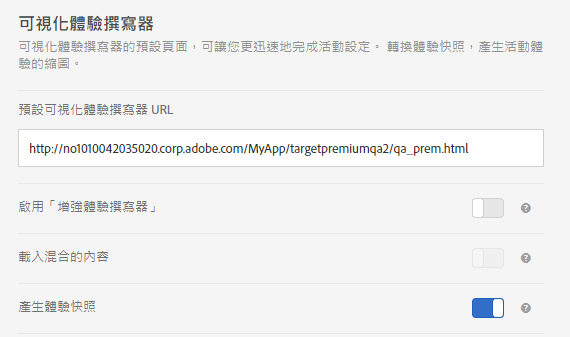 可視化體驗撰寫器
可視化體驗撰寫器的預設頁面，可讓您更迅速地完成活動設定。 轉換體驗快照，產生活動體
驗的縮圖。
預設可視化體驗撰寫器 URL
http://no1010042035020.corp.adobe.com/MyApp/targetpremiumqa2/qa_prem.html
啟用「增強體驗撰寫器」
載入混合的內容
產生體驗快照